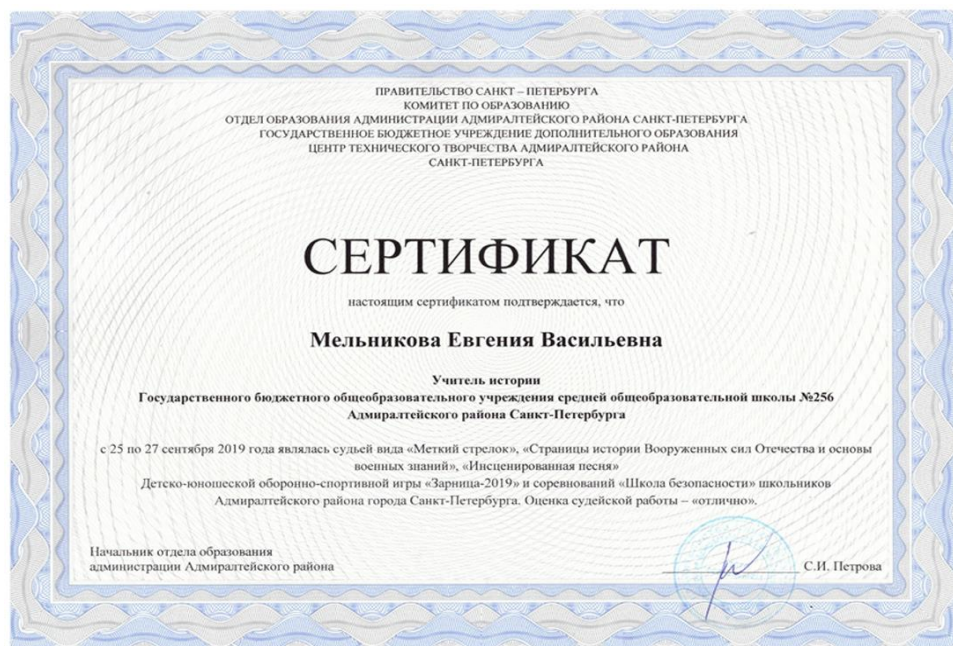 ПРАВИТЕЛЬСТВО САНКТ – ПЕТЕРБУРГА
КОМИТЕТ ПО ОБРАЗОВАНИЮ
ОТДЕЛ ОБРАЗОВАНИЯ АДМИНИСТРАЦИИ АДМИРАЛТЕЙСКОГО РАЙОНА САНКТ-ПЕТЕРБУРГА
ГОСУДАРСТВЕННОЕ БЮДЖЕТНОЕ УЧРЕЖДЕНИЕ ДОПОЛНИТЕЛЬНОГО ОБРАЗОВАНИЯ
ЦЕНТР ТЕХНИЧЕСКОГО ТВОРЧЕСТВА АДМИРАЛТЕЙСКОГО РАЙОНА
САНКТ-ПЕТЕРБУРГА
СЕРТИФИКАТ
настоящим сертификатом подтверждается, что
Мельникова Евгения Васильевна
Учитель истории
Государственного бюджетного общеобразовательного учреждения средней общеобразовательной школы №256
Адмиралтейского района Санкт-Петербурга
с 25 по 27 сентября 2019 года являлась судьей вида «Меткий стрелок», «Страницы истории Вооруженных сил Отечества и основы
военных знаний», «Инсценированная песня»
Детско-юношеской оборонно-спортивной игры «Зарница-2019» и соревнований «Школа безопасности» школьников
Адмиралтейского района города Санкт-Петербурга. Оценка судейской работы – «отлично».
Начальник отдела образования
администрации Адмиралтейского района С.И. Петрова